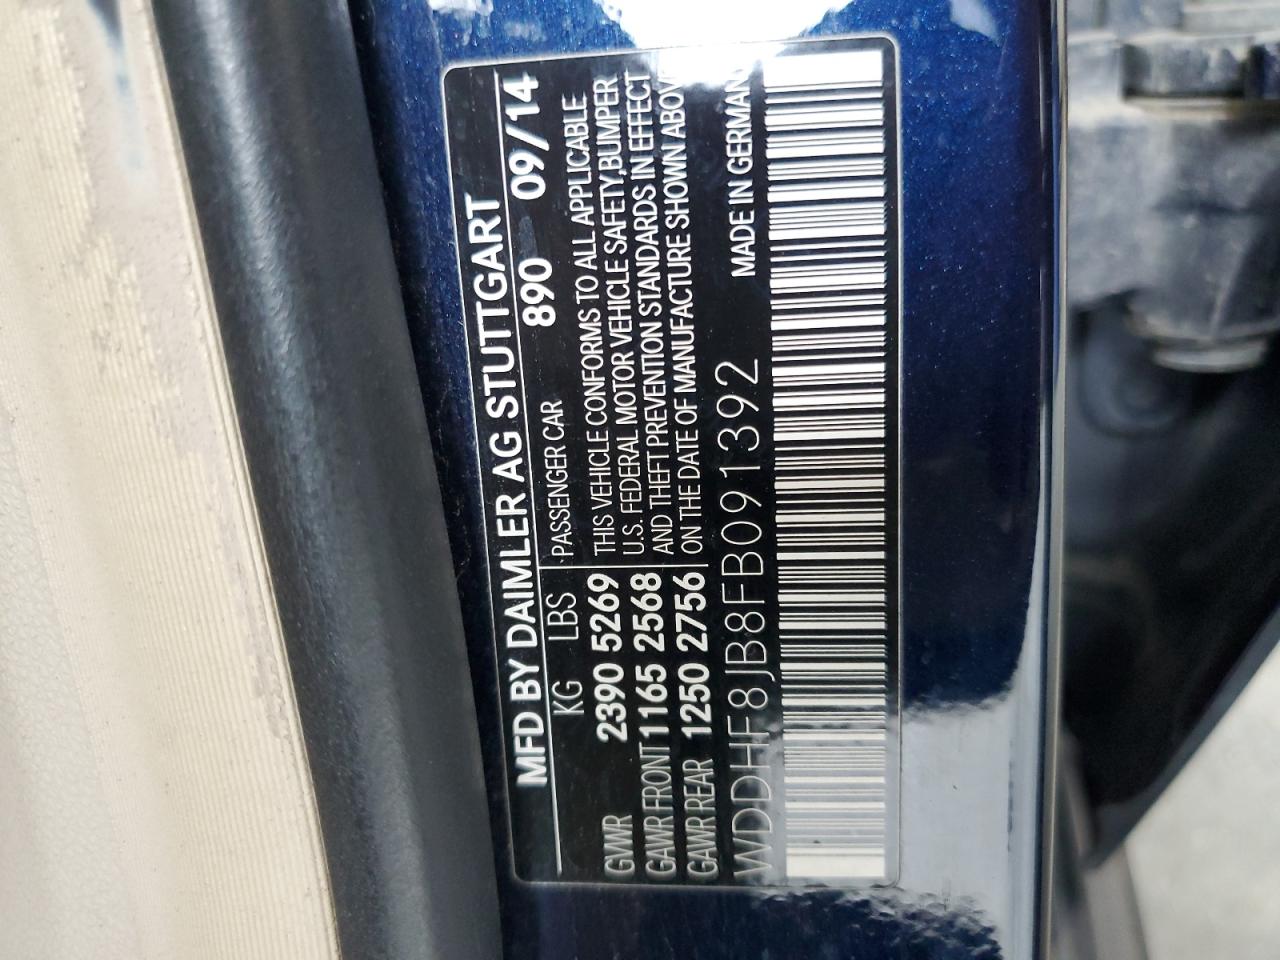 MFD BY DAIMLER AG STUTTGART
890 09/14
KG LBS PASSENGER CAR
GVWR 2390 5269 THIS VEHICLE CONFORMS TO ALL APPLICABLE
GAWR FRONT 1165 2568 U.S. FEDERAL MOTOR VEHICLE SAFETY,BUMPER
GAWR REAR 1250 2756 AND THEFT PREVENTION STANDARDS IN EFFECT
ON THE DATE OF MANUFACTURE SHOWN ABOVE
WDDHF8JB8FB091392 MADE IN GERMANY